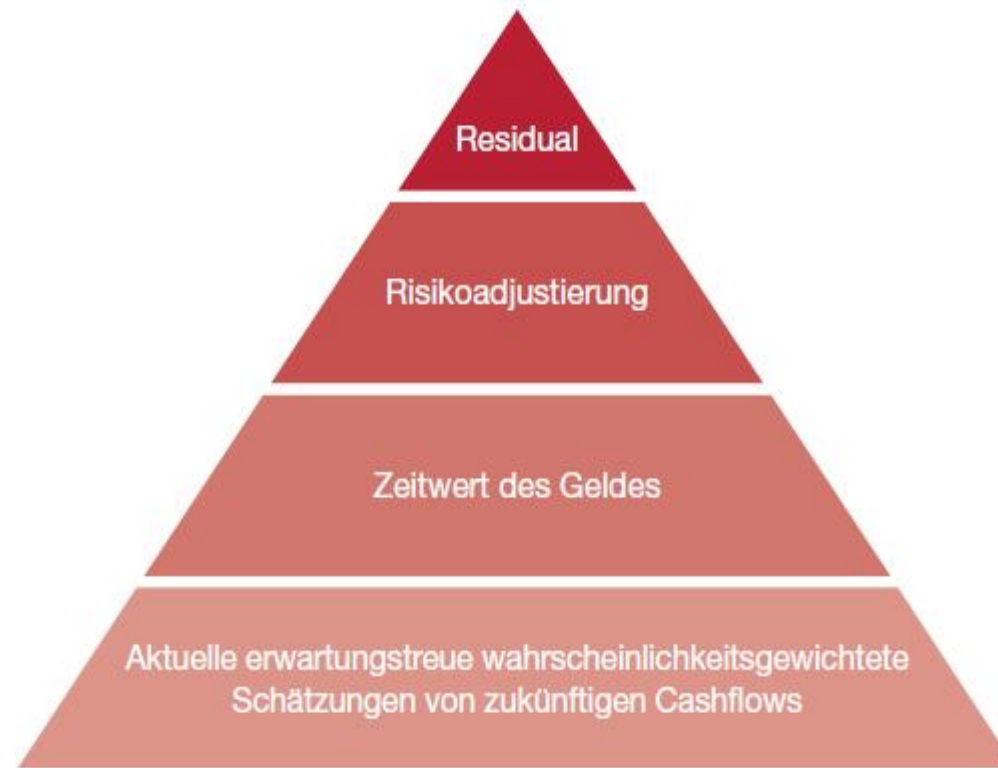 Residual
Risikoadjustierung
Zeitwert des Geldes
Aktuelle erwartungstreue wahrscheinlichkeitsgewichtete
Schätzungen von zukünftigen Cashflows